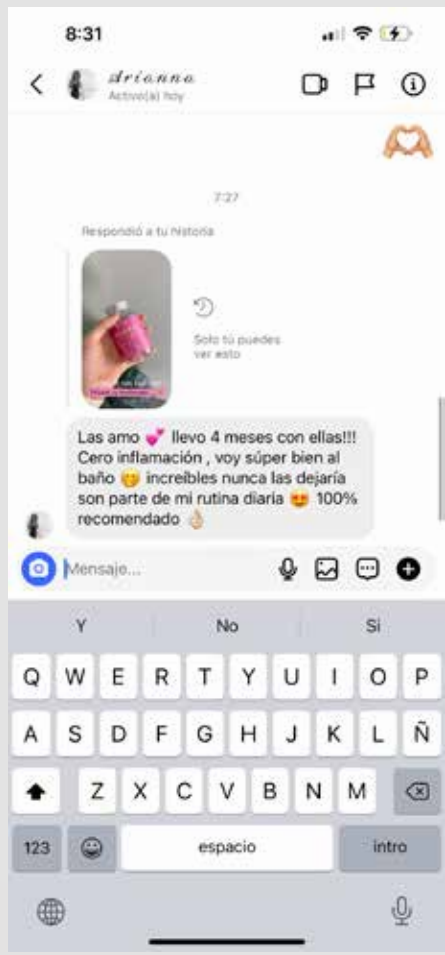 8:31
𝒜𝓇𝒾𝒶𝓃𝓃𝒶
Activo(a) hoy
7:27
Respondió a tu historia
Solo tú puedes
ver esto
Las amo 💕 llevo 4 meses con ellas!!!
Cero inflamación , voy súper bien al
baño 🤭 increíbles nunca las dejaría
son parte de mi rutina diaria 😍 100%
recomendado 👌🏻
Mensaje...
Y No Si
Q W E R T Y U I O P
A S D F G H J K L Ñ
Z X C V B N M
123 espacio intro